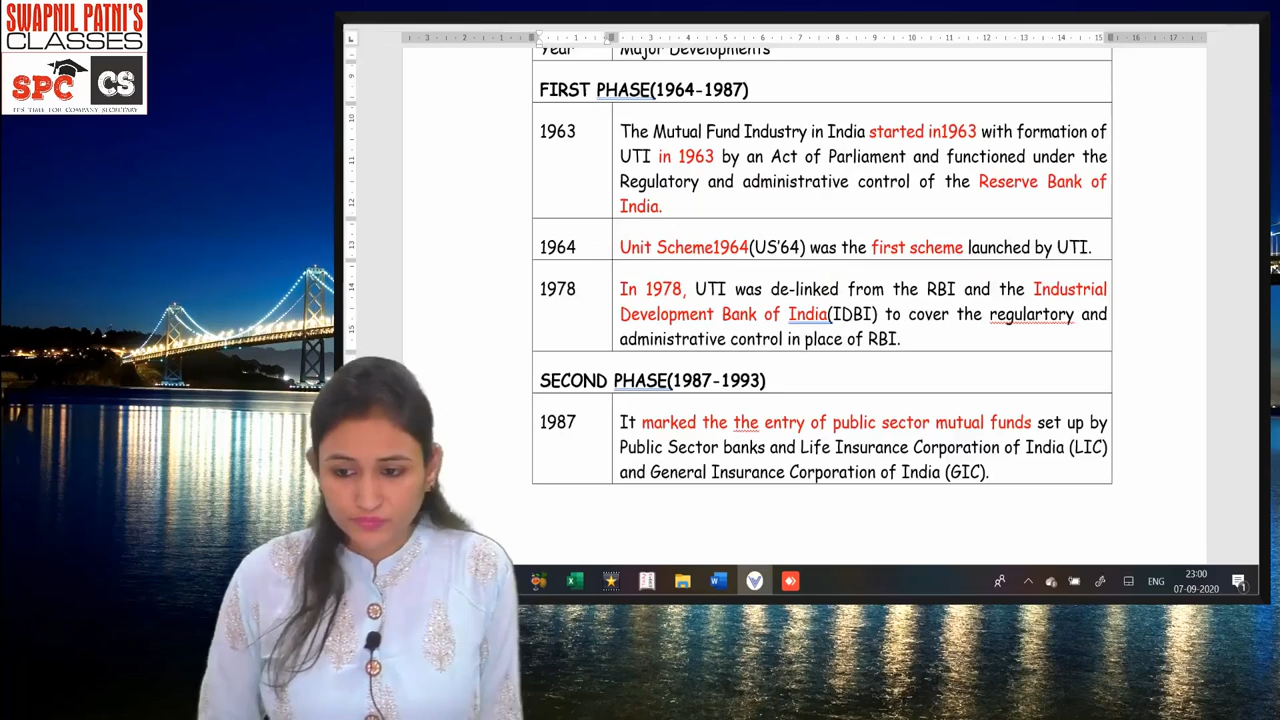 SWAPNIL PATNI'S
CLASSES
SPC CS
IT'S TIME FOR COMPANY SECRETARY
Year Major Developments
FIRST PHASE(1964-1987)
1963 The Mutual Fund Industry in India started in1963 with formation of
UTI in 1963 by an Act of Parliament and functioned under the
Regulatory and administrative control of the Reserve Bank of
India.
1964 Unit Scheme1964(US'64) was the first scheme launched by UTI.
1978 In 1978, UTI was de-linked from the RBI and the Industrial
Development Bank of India(IDBI) to cover the regulartory and
administrative control in place of RBI.
SECOND PHASE(1987-1993)
1987 It marked the the entry of public sector mutual funds set up by
Public Sector banks and Life Insurance Corporation of India (LIC)
and General Insurance Corporation of India (GIC).
ENG
23:00
07-09-2020